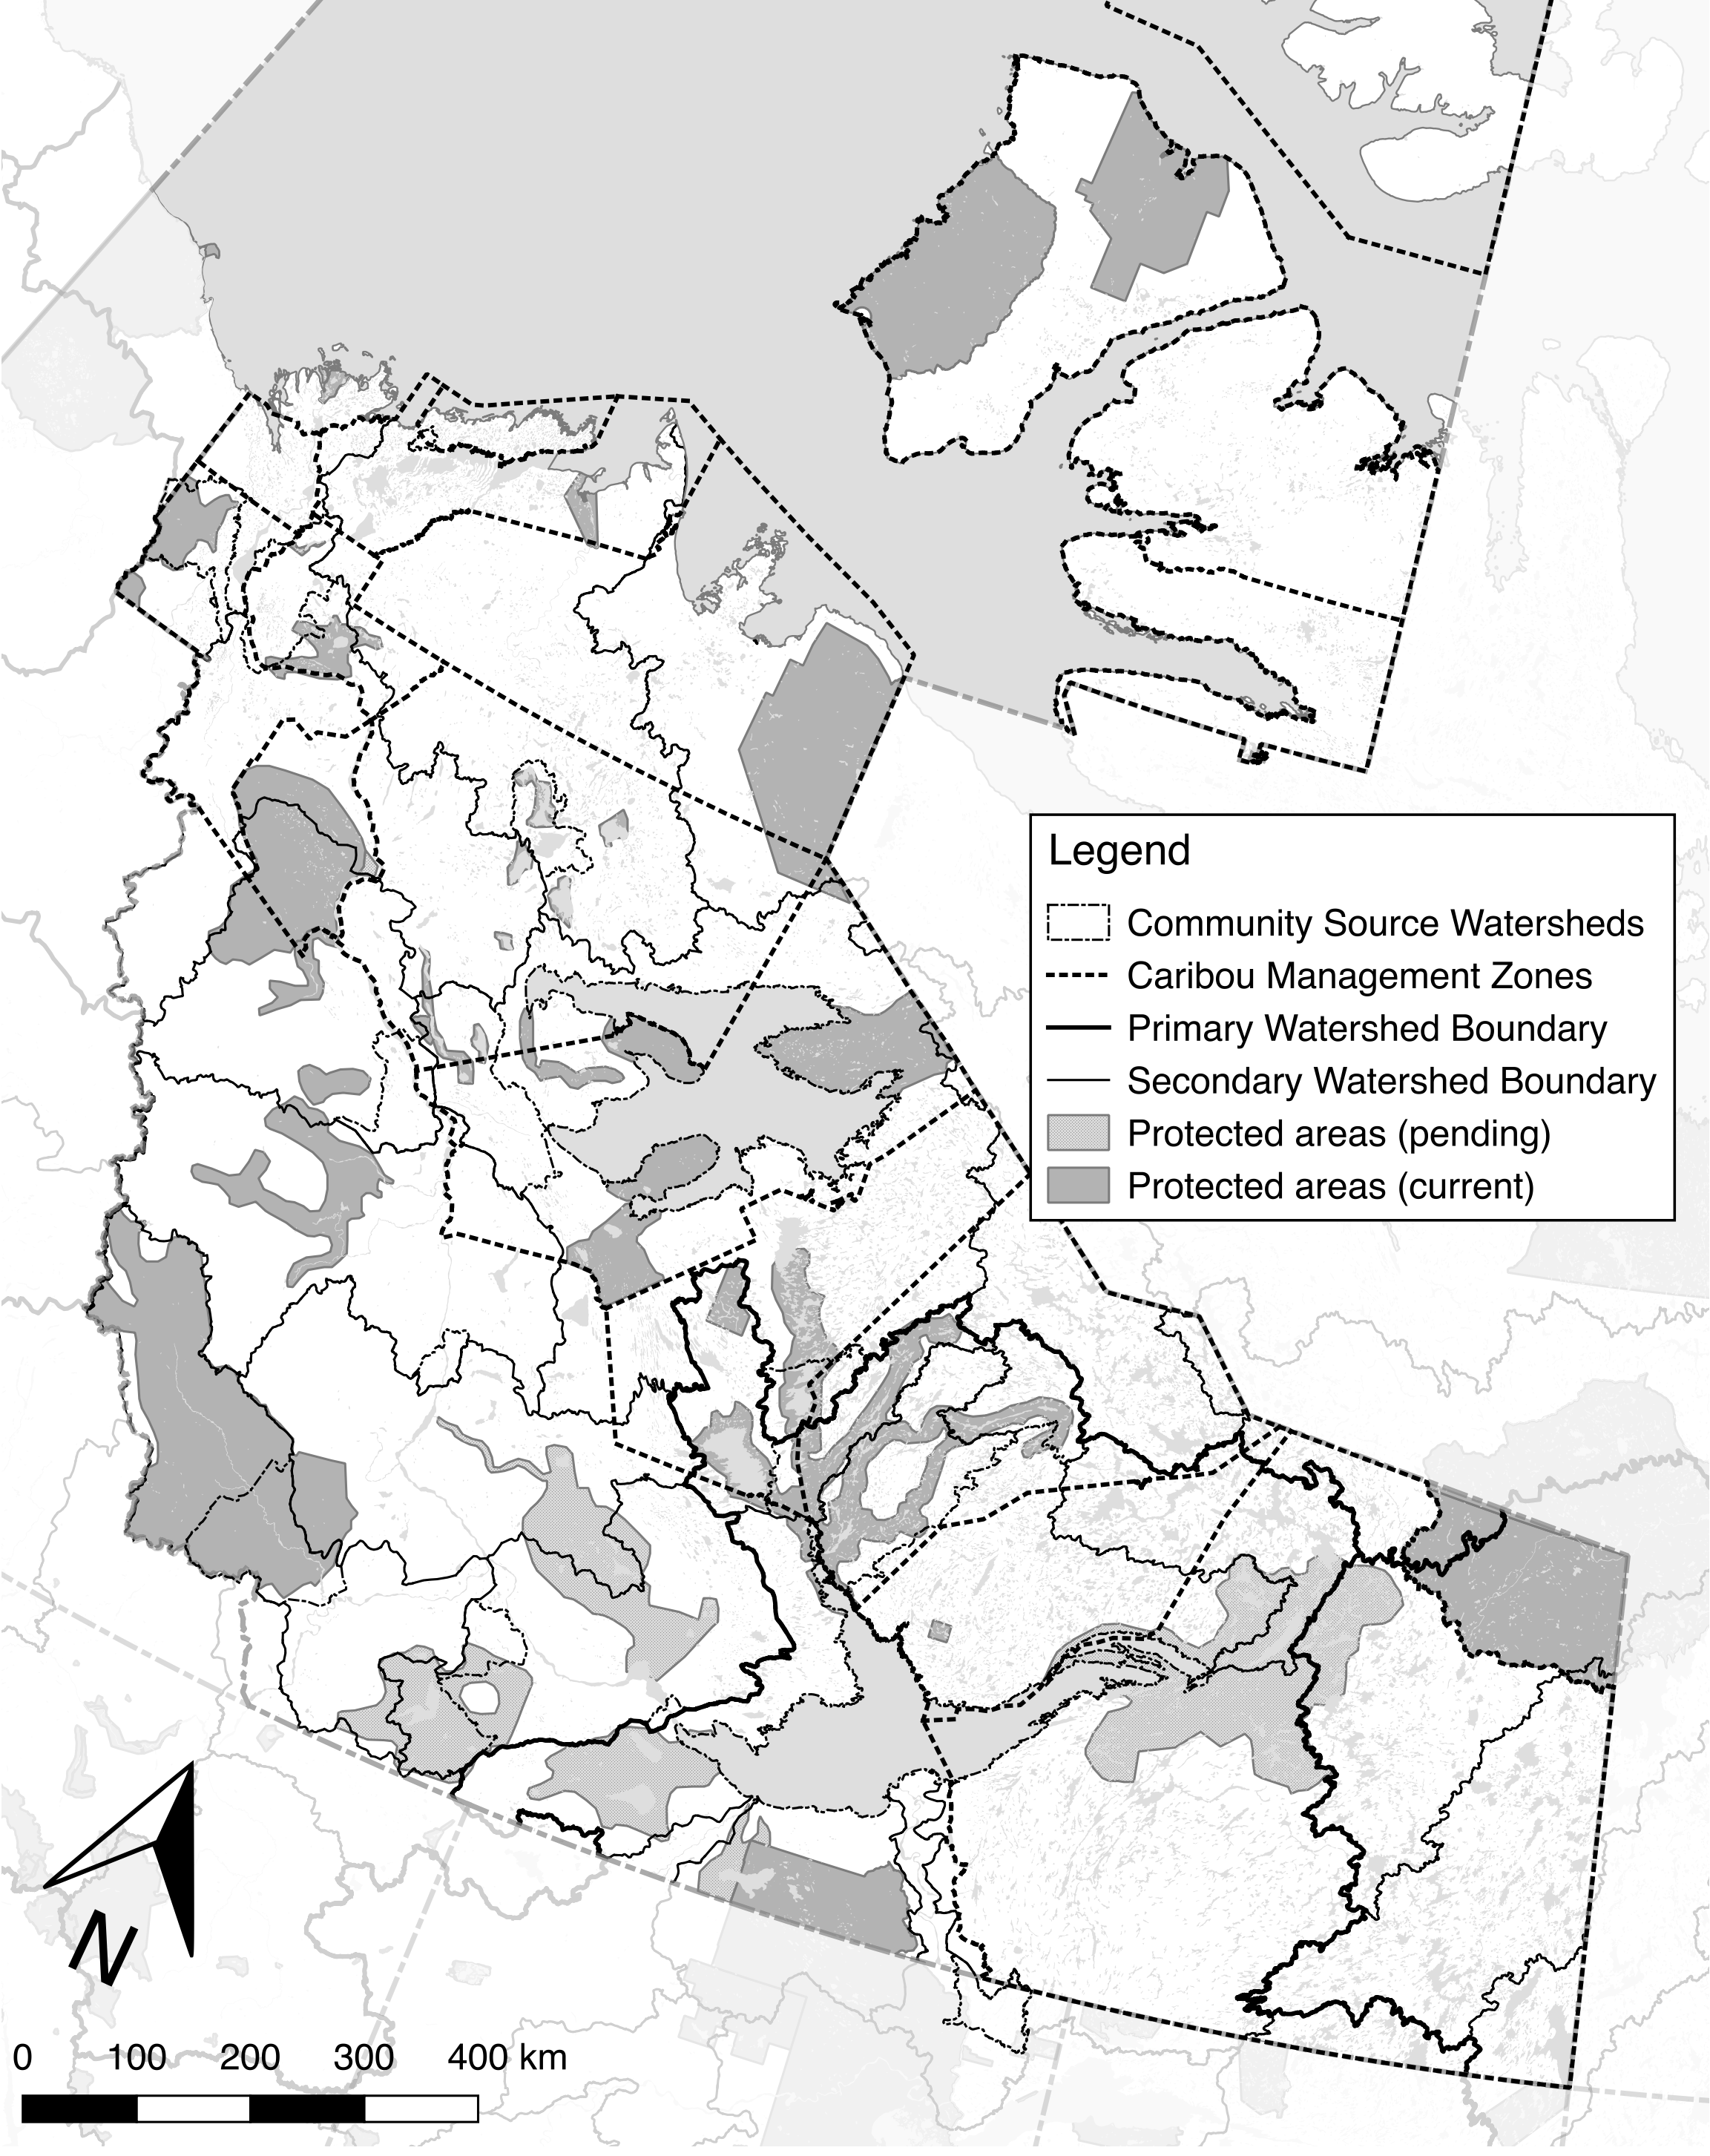 Legend
Community Source Watersheds
Caribou Management Zones
Primary Watershed Boundary
Secondary Watershed Boundary
Protected areas (pending)
Protected areas (current)
N
0 100 200 300 400 km